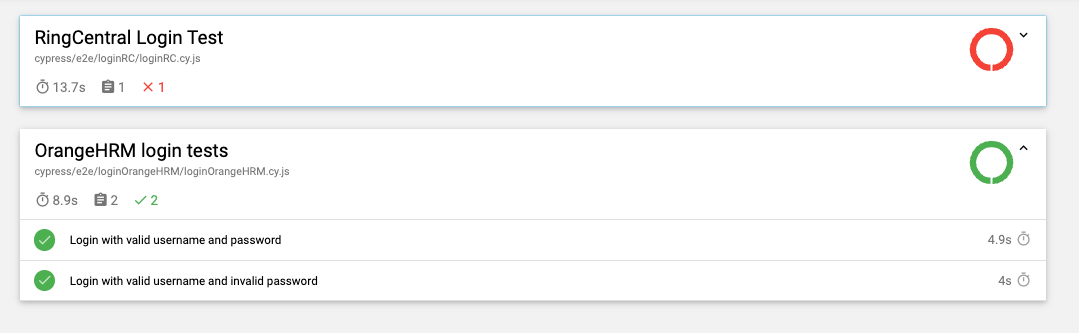 RingCentral Login Test
cypress/e2e/loginRC/loginRC.cy.js
13.7s 1 1
OrangeHRM login tests
cypress/e2e/loginOrangeHRM/loginOrangeHRM.cy.js
8.9s 2 2
Login with valid username and password 4.9s
Login with valid username and invalid password 4s